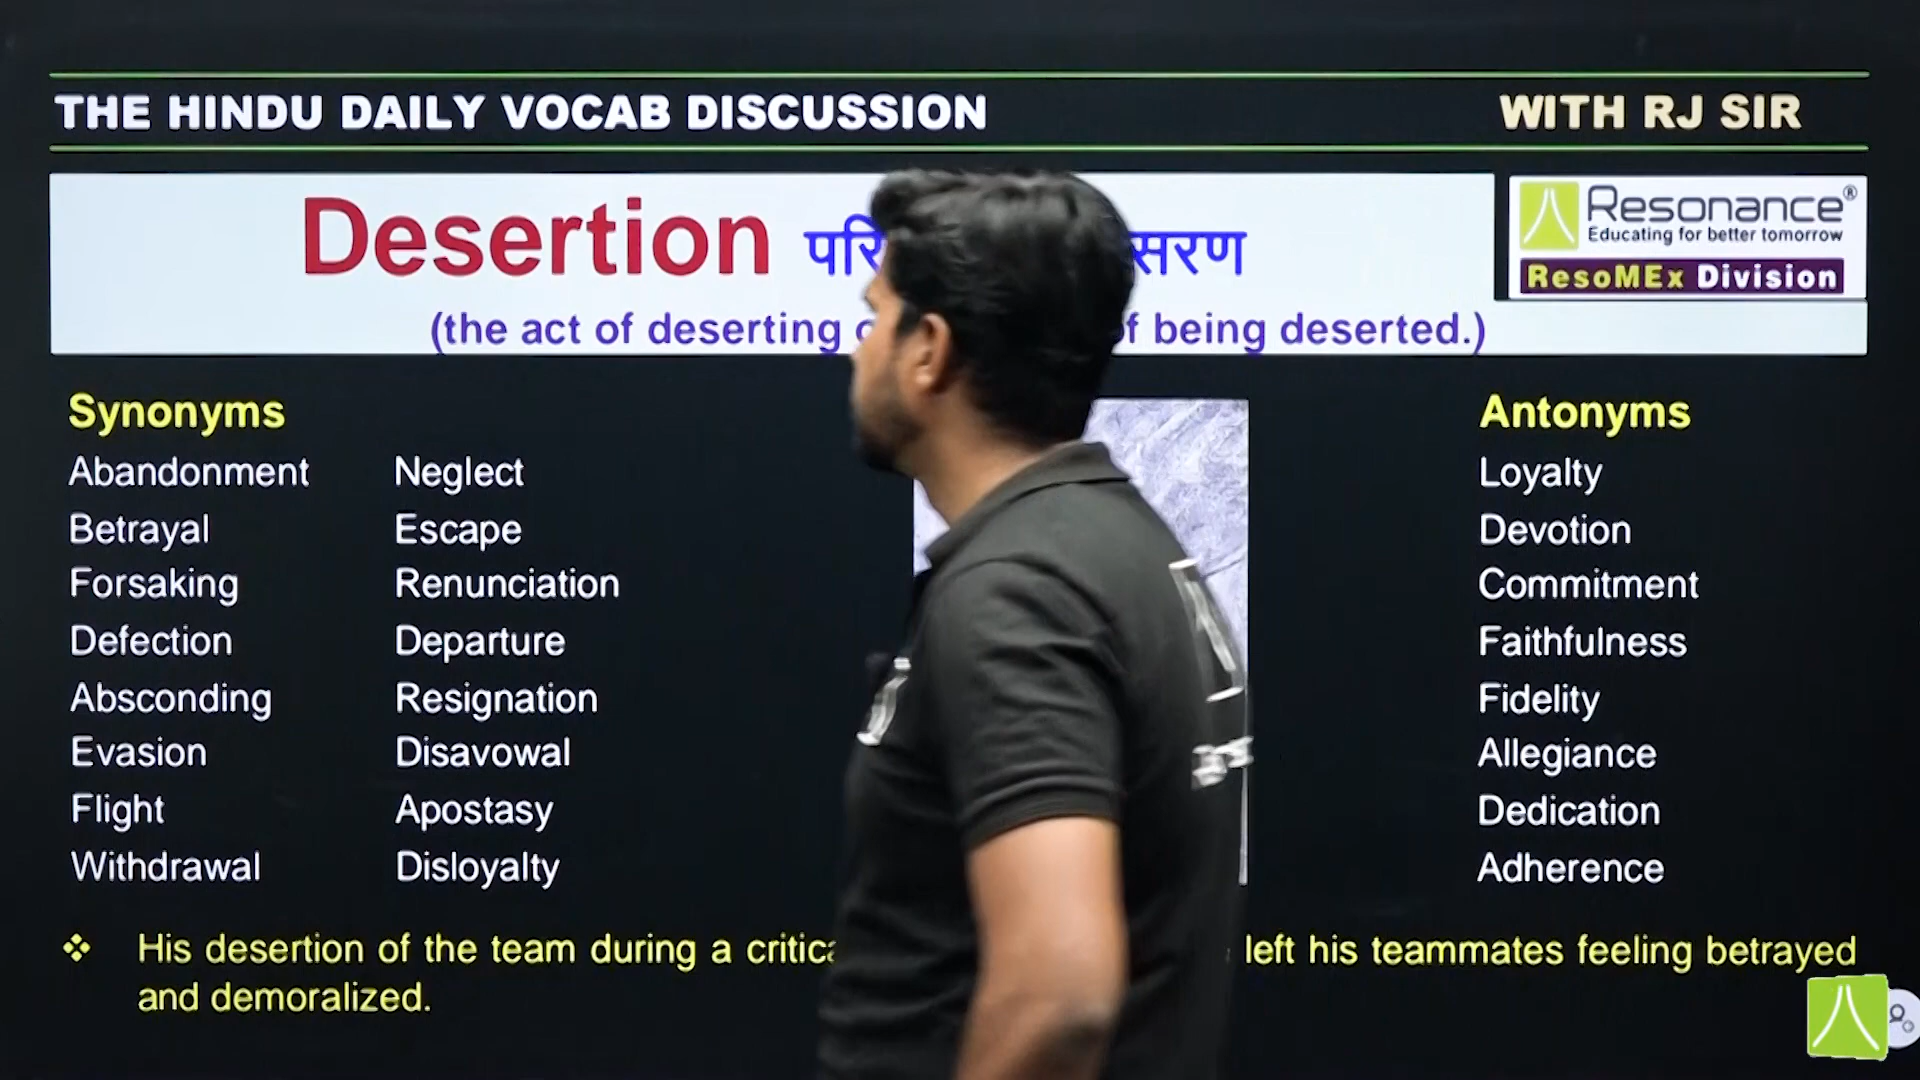 THE HINDU DAILY VOCAB DISCUSSION WITH RJ SIR
Desertion
Resonance®
Educating for better tomorrow
ResoMEx Division
(the act of deserting being deserted.)
Synonyms
Abandonment Neglect
Betrayal Escape
Forsaking Renunciation
Defection Departure
Absconding Resignation
Evasion Disavowal
Flight Apostasy
Withdrawal Disloyalty
Antonyms
Loyalty
Devotion
Commitment
Faithfulness
Fidelity
Allegiance
Dedication
Adherence
❖ His desertion of the team during a left his teammates feeling betrayed
and demoralized.